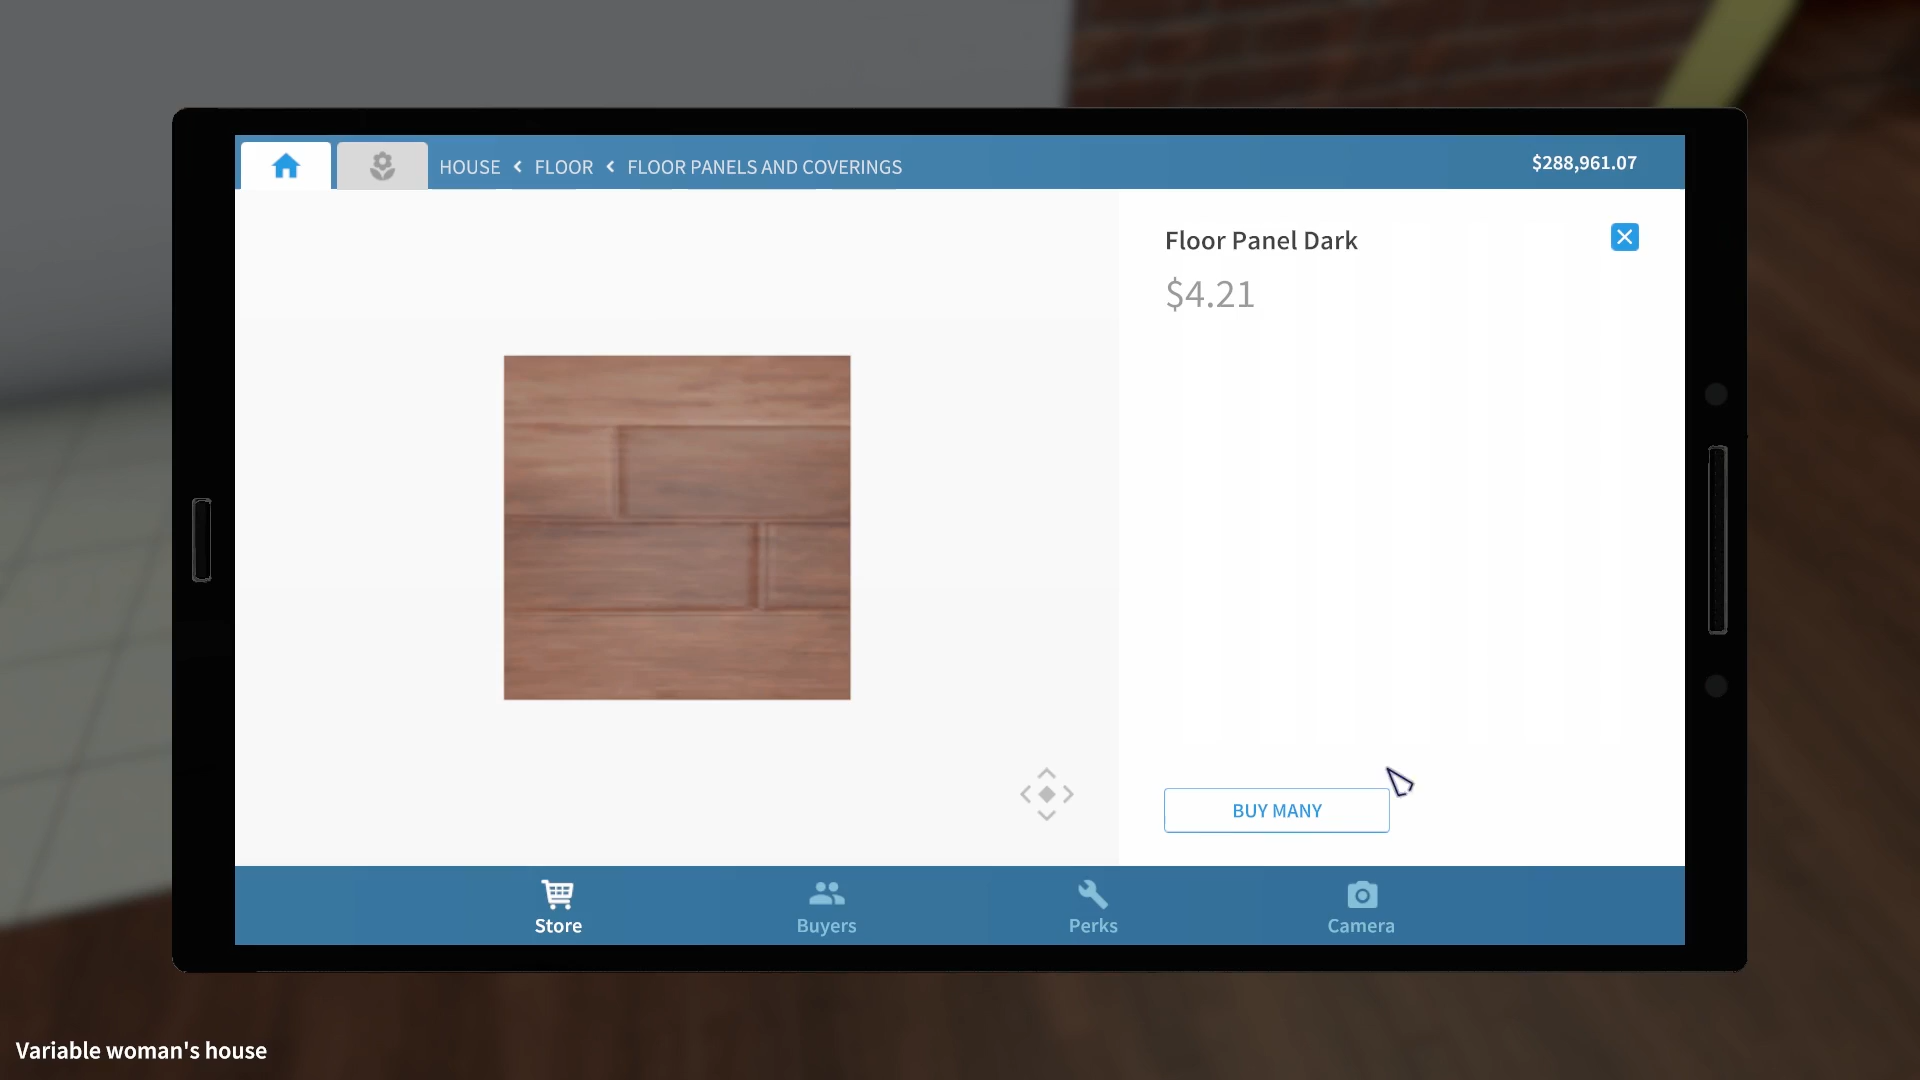 HOUSE < FLOOR < FLOOR PANELS AND COVERINGS
$288,961.07
Floor Panel Dark
$4.21
BUY MANY
Store
Buyers
Perks
Camera
Variable woman's house